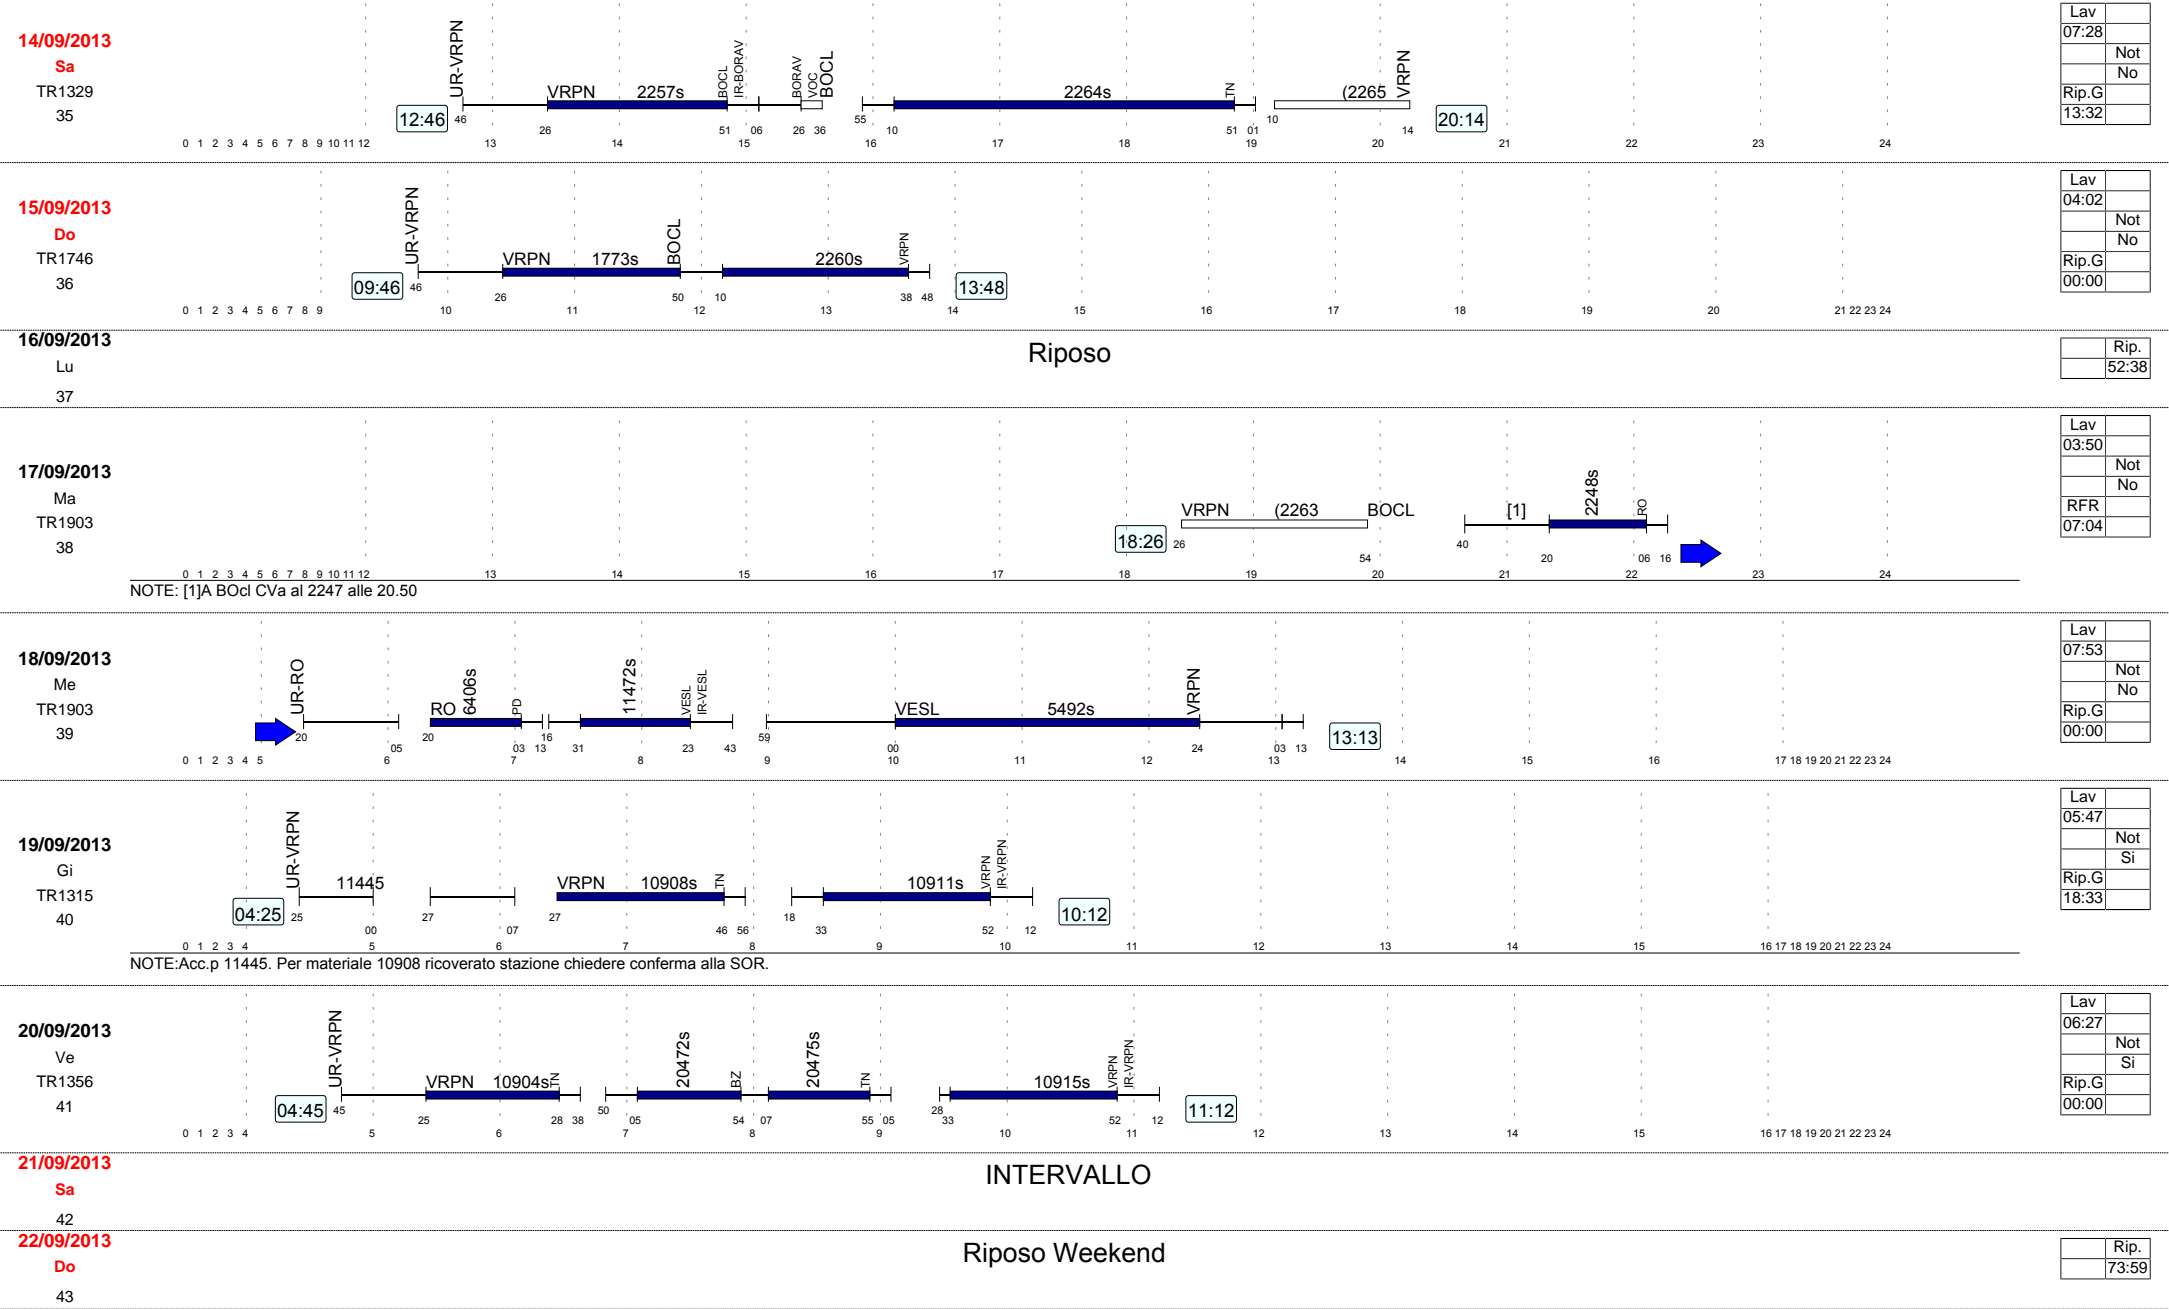 14/09/2013
Sa
TR1329
35
12:46
UR-VRPN
VRPN 2257s BOCL IR-BORAV BORAV VOC BOCL 2264s TN (2265 VRPN
46 26 51 06 26 36 55 10 51 01 10 14
20:14
0 1 2 3 4 5 6 7 8 9 10 11 12 13 14 15 16 17 18 19 20 21 22 23 24
Lav
07:28
Not
No
Rip.G
13:32
15/09/2013
Do
TR1746
36
09:46
UR-VRPN
VRPN 1773s BOCL 2260s VRPN
46 26 50 10 38 48
13:48
0 1 2 3 4 5 6 7 8 9 10 11 12 13 14 15 16 17 18 19 20 21 22 23 24
Lav
04:02
Not
No
Rip.G
00:00
16/09/2013
Lu
37
Riposo
Rip.
52:38
17/09/2013
Ma
TR1903
38
18:26
VRPN (2263 BOCL [1] 2248s RO
26 54 40 20 06 16
0 1 2 3 4 5 6 7 8 9 10 11 12 13 14 15 16 17 18 19 20 21 22 23 24
NOTE: [1]A BOcl CVa al 2247 alle 20.50
Lav
03:50
Not
No
RFR
07:04
18/09/2013
Me
TR1903
39
UR-RO
RO 6406s PD 11472s VESL IR-VESL VESL 5492s VRPN
20 05 20 03 13 16 31 23 43 59 00 24 03 13
13:13
0 1 2 3 4 5 6 7 8 9 10 11 12 13 14 15 16 17 18 19 20 21 22 23 24
Lav
07:53
Not
No
Rip.G
00:00
19/09/2013
Gi
TR1315
40
04:25
UR-VRPN
11445 VRPN 10908s TN 10911s VRPN IR-VRPN
25 00 27 07 27 46 56 18 33 52 12
10:12
0 1 2 3 4 5 6 7 8 9 10 11 12 13 14 15 16 17 18 19 20 21 22 23 24
NOTE:Acc.p 11445. Per materiale 10908 ricoverato stazione chiedere conferma alla SOR.
Lav
05:47
Not
Si
Rip.G
18:33
20/09/2013
Ve
TR1356
41
04:45
UR-VRPN
VRPN 10904s TN 20472s BZ 20475s TN 10915s VRPN IR-VRPN
45 25 28 38 50 05 54 07 55 05 28 33 52 12
11:12
0 1 2 3 4 5 6 7 8 9 10 11 12 13 14 15 16 17 18 19 20 21 22 23 24
Lav
06:27
Not
Si
Rip.G
00:00
21/09/2013
Sa
42
INTERVALLO
22/09/2013
Do
43
Riposo Weekend
Rip.
73:59